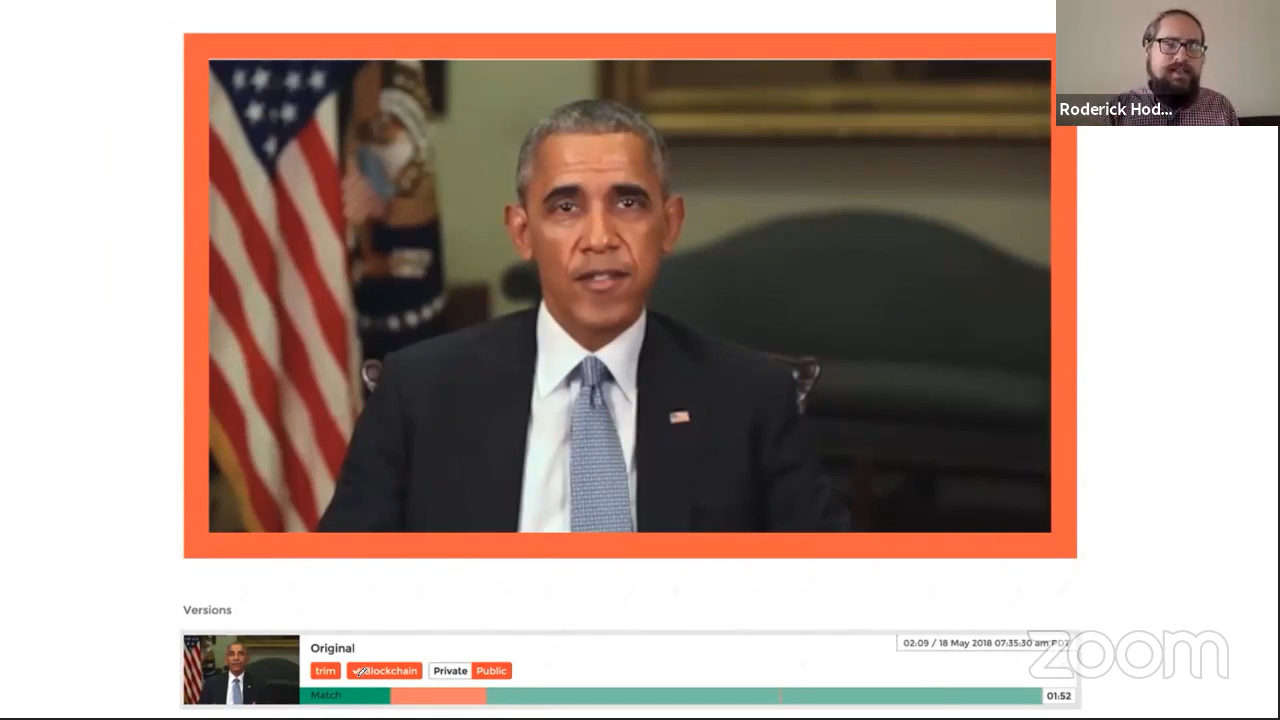 Roderick Hod...
Versions
Original
02:09 / 18 May 2018 07:35:30 am PDT
trim
Blockchain
Private
Public
Match
01:52
zoom